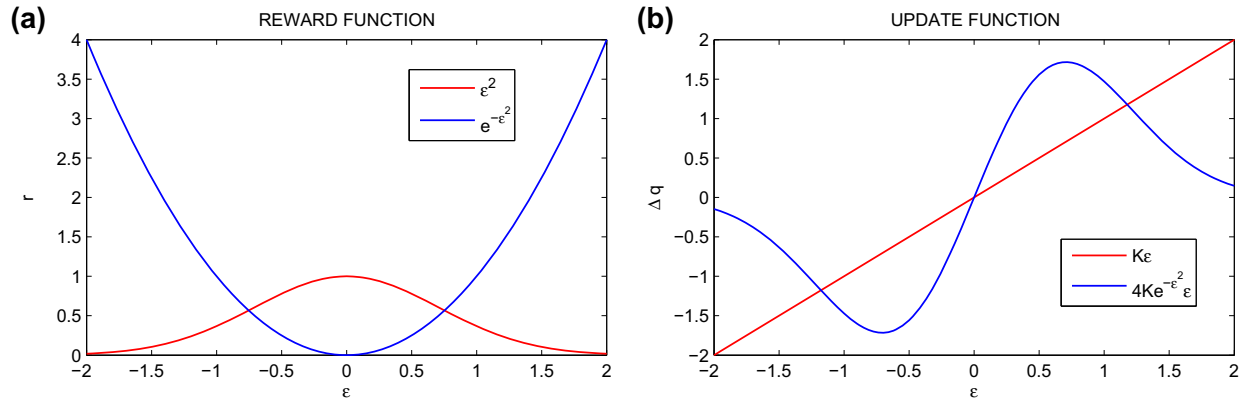 (a)
REWARD FUNCTION
4
3.5
3
2.5
2
1.5
1
0.5
0
r
−2 −1.5 −1 −0.5 0 0.5 1 1.5 2
ε
ε²
e^−ε²
(b)
UPDATE FUNCTION
2
1.5
1
0.5
0
−0.5
−1
−1.5
−2
Δ q
−2 −1.5 −1 −0.5 0 0.5 1 1.5 2
ε
Kε
4Ke^−ε² ε